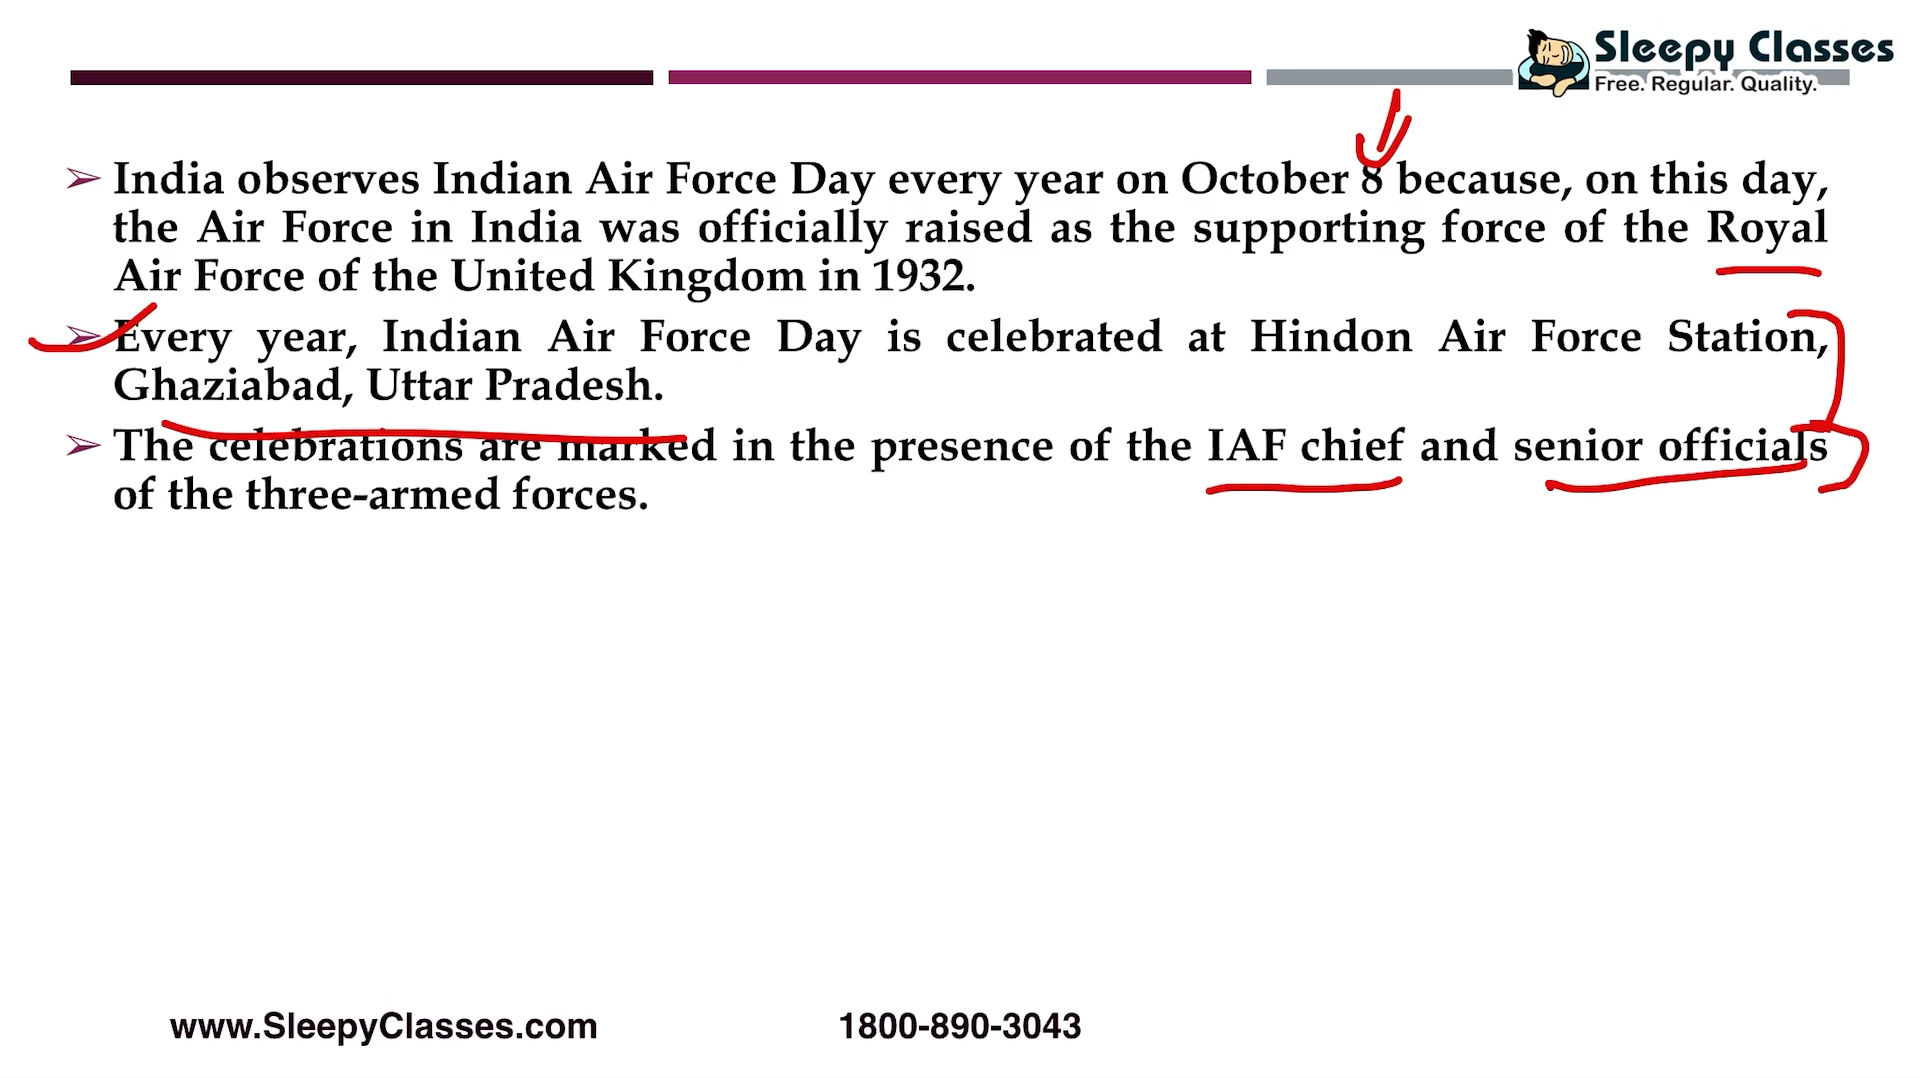 Sleepy Classes
Free. Regular. Quality.
➢ India observes Indian Air Force Day every year on October 8 because, on this day,
the Air Force in India was officially raised as the supporting force of the Royal
Air Force of the United Kingdom in 1932.
➢ Every year, Indian Air Force Day is celebrated at Hindon Air Force Station,
Ghaziabad, Uttar Pradesh.
➢ The celebrations are marked in the presence of the IAF chief and senior officials
of the three-armed forces.
www.SleepyClasses.com 1800-890-3043